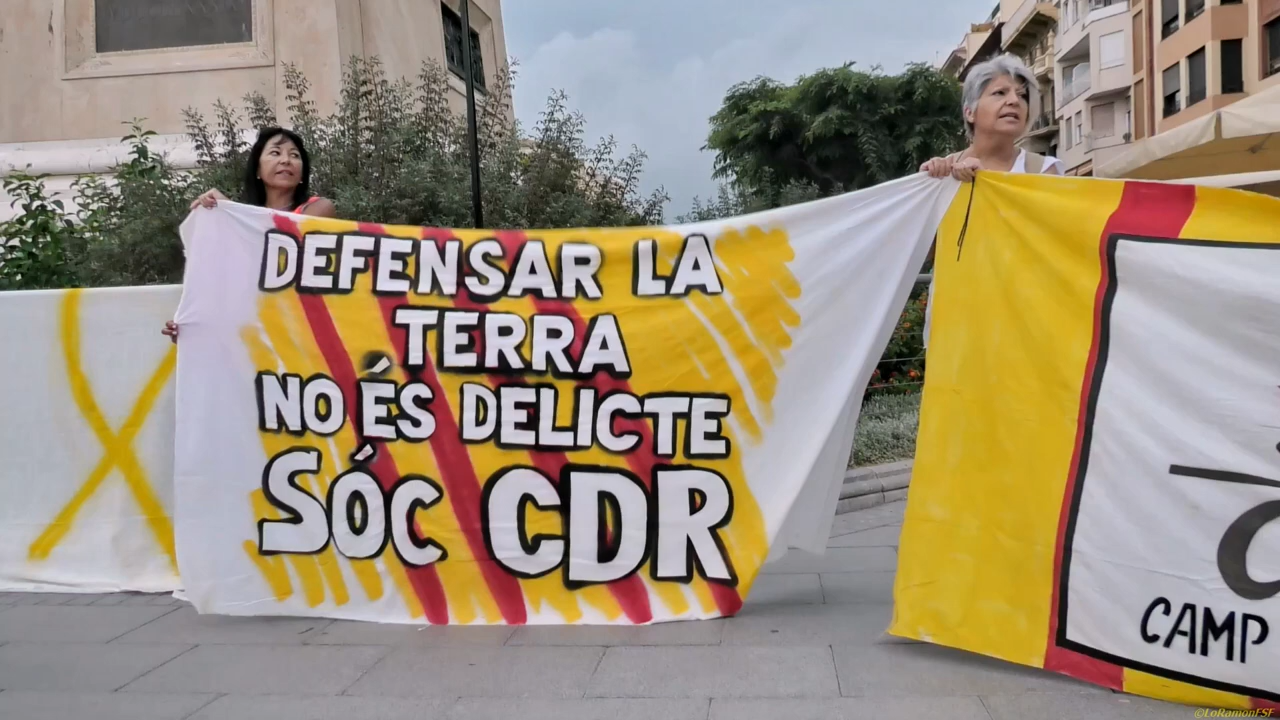 DEFENSAR LA
TERRA
NO ÉS DELICTE
SÓC CDR
CAMP
©LoRamonFSF